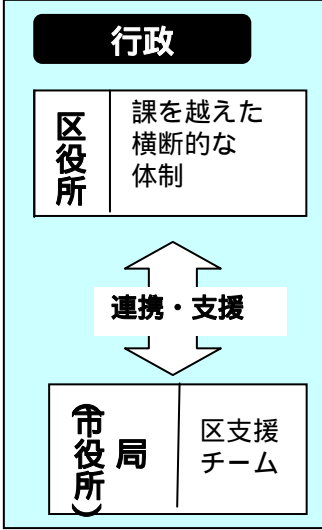 行政
区役所
課を越えた
横断的な
体制
連携・支援
局
(市役所)
区支援
チーム